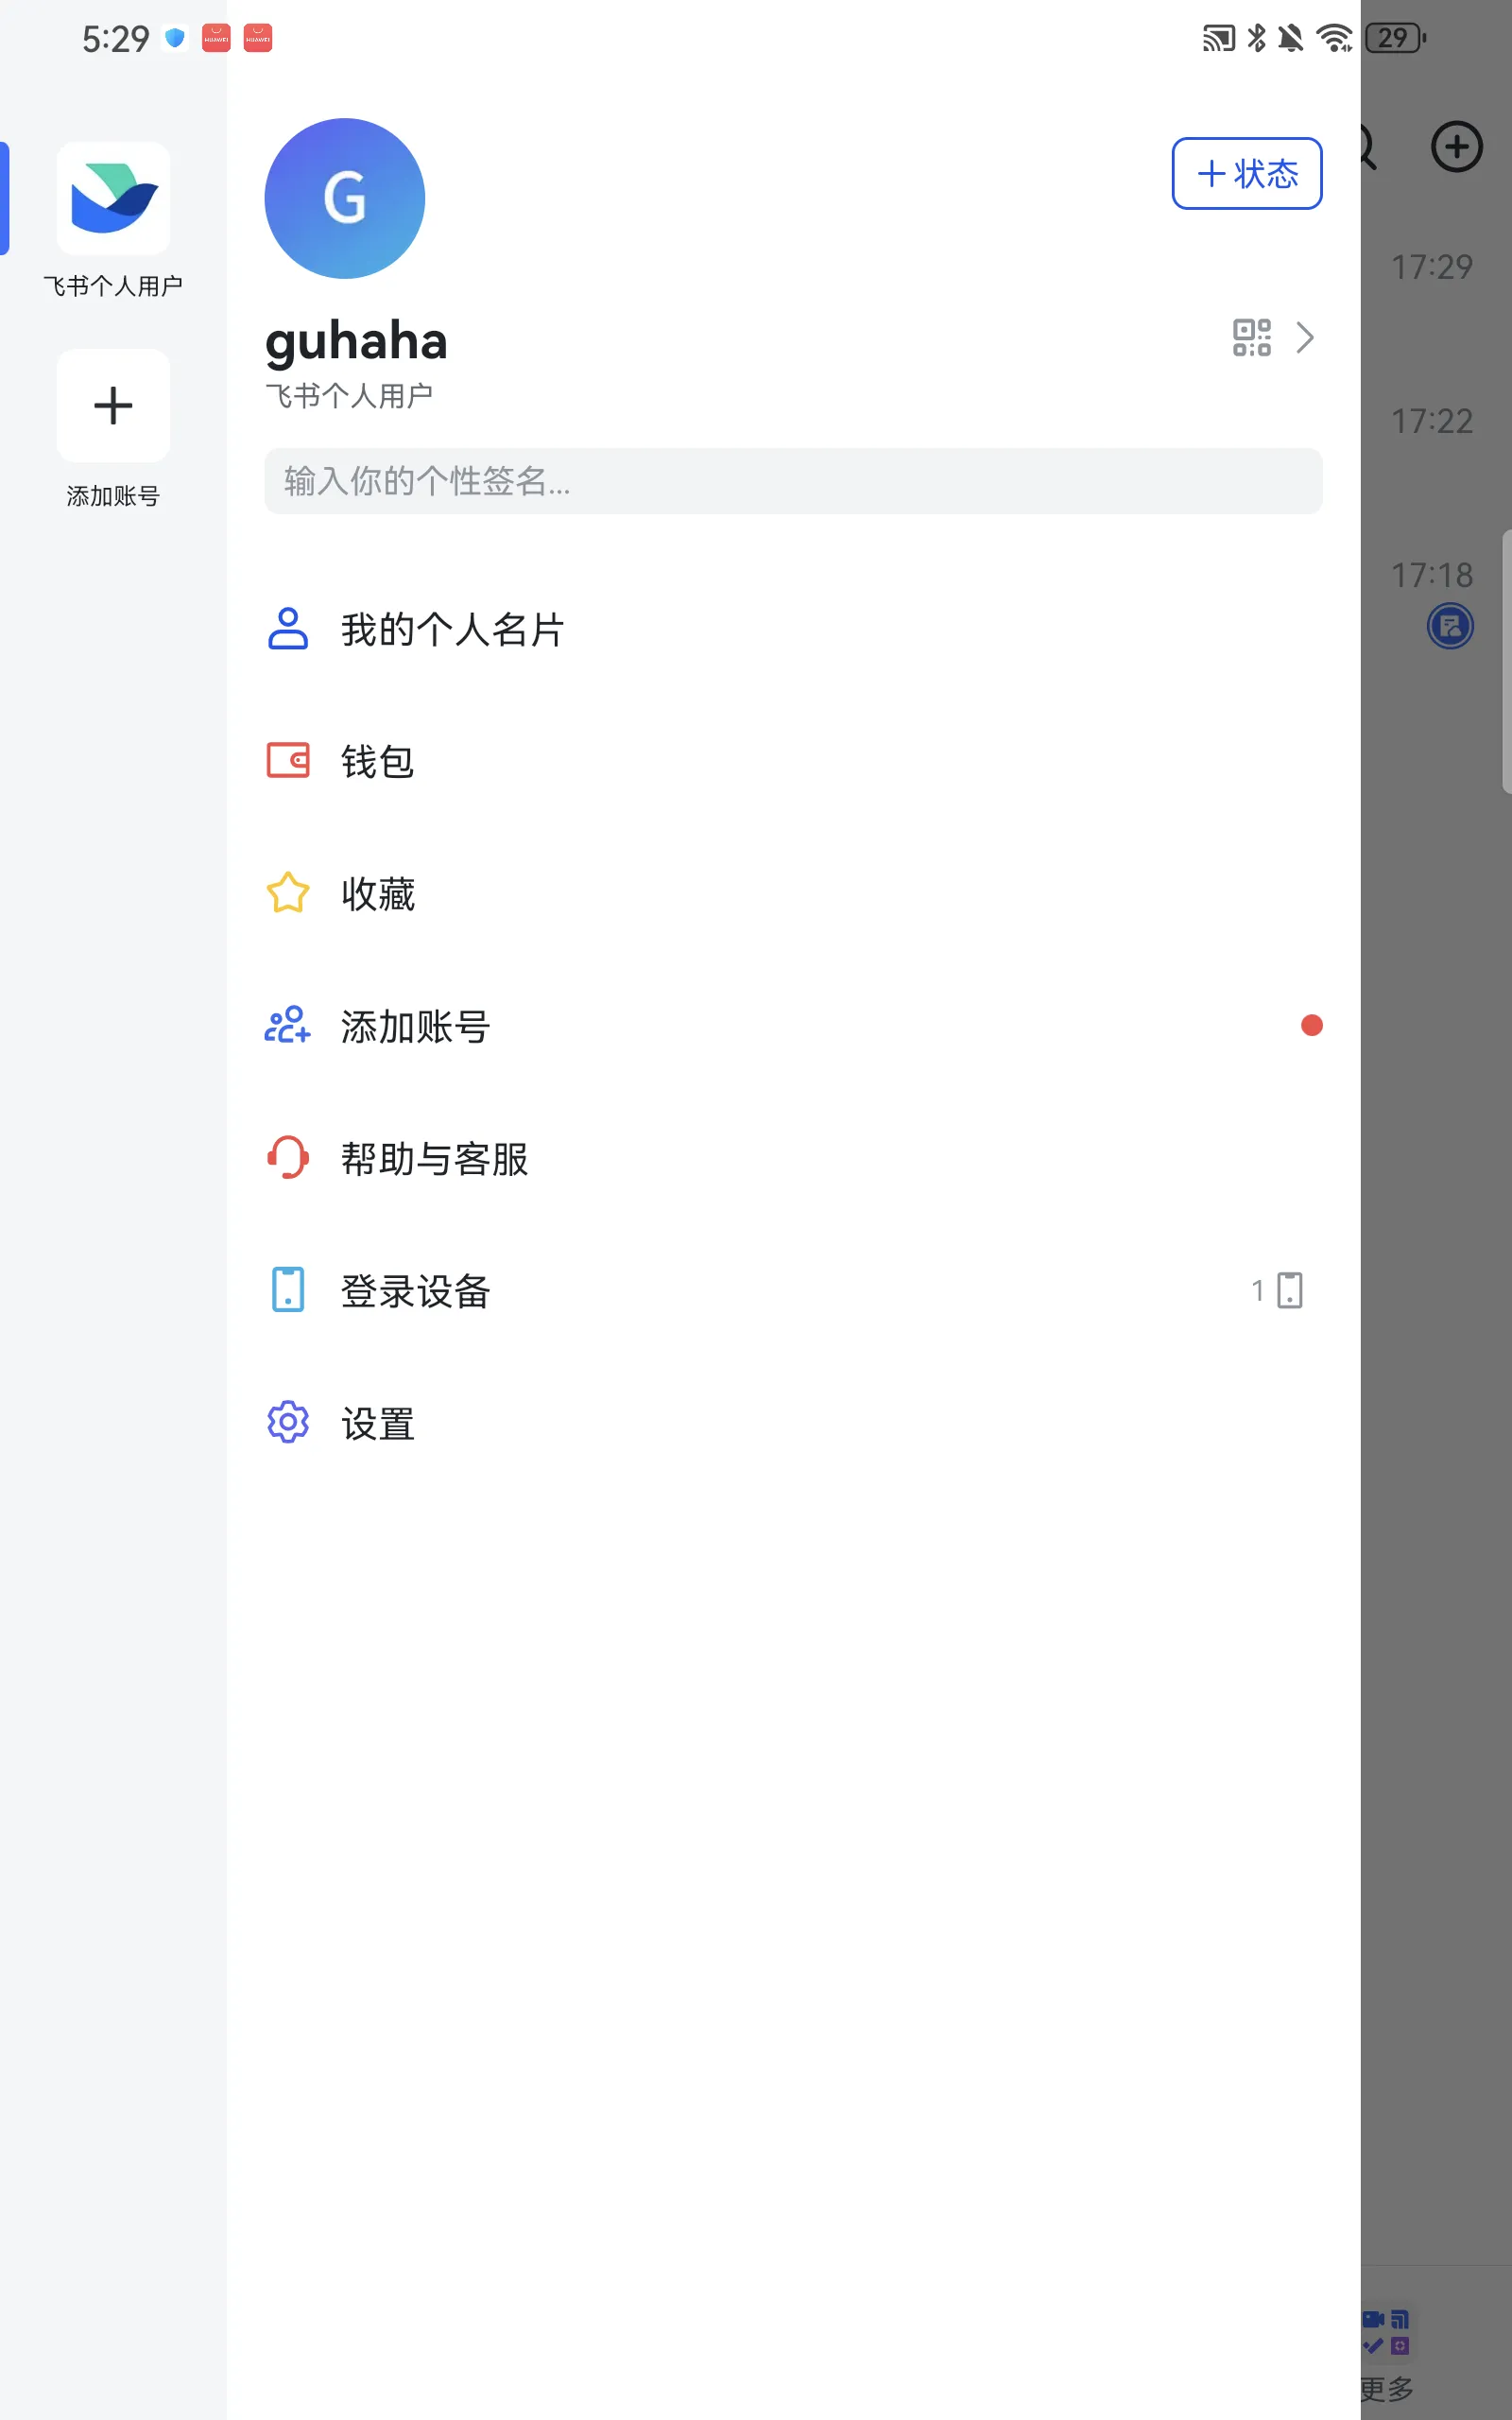 5:29
HUAWEI
HUAWEI
29
飞书个人用户
添加账号
G
状态
guhaha
飞书个人用户
输入你的个性签名...
我的个人名片
钱包
收藏
添加账号
帮助与客服
登录设备
1
设置
17:29
17:22
17:18
更多